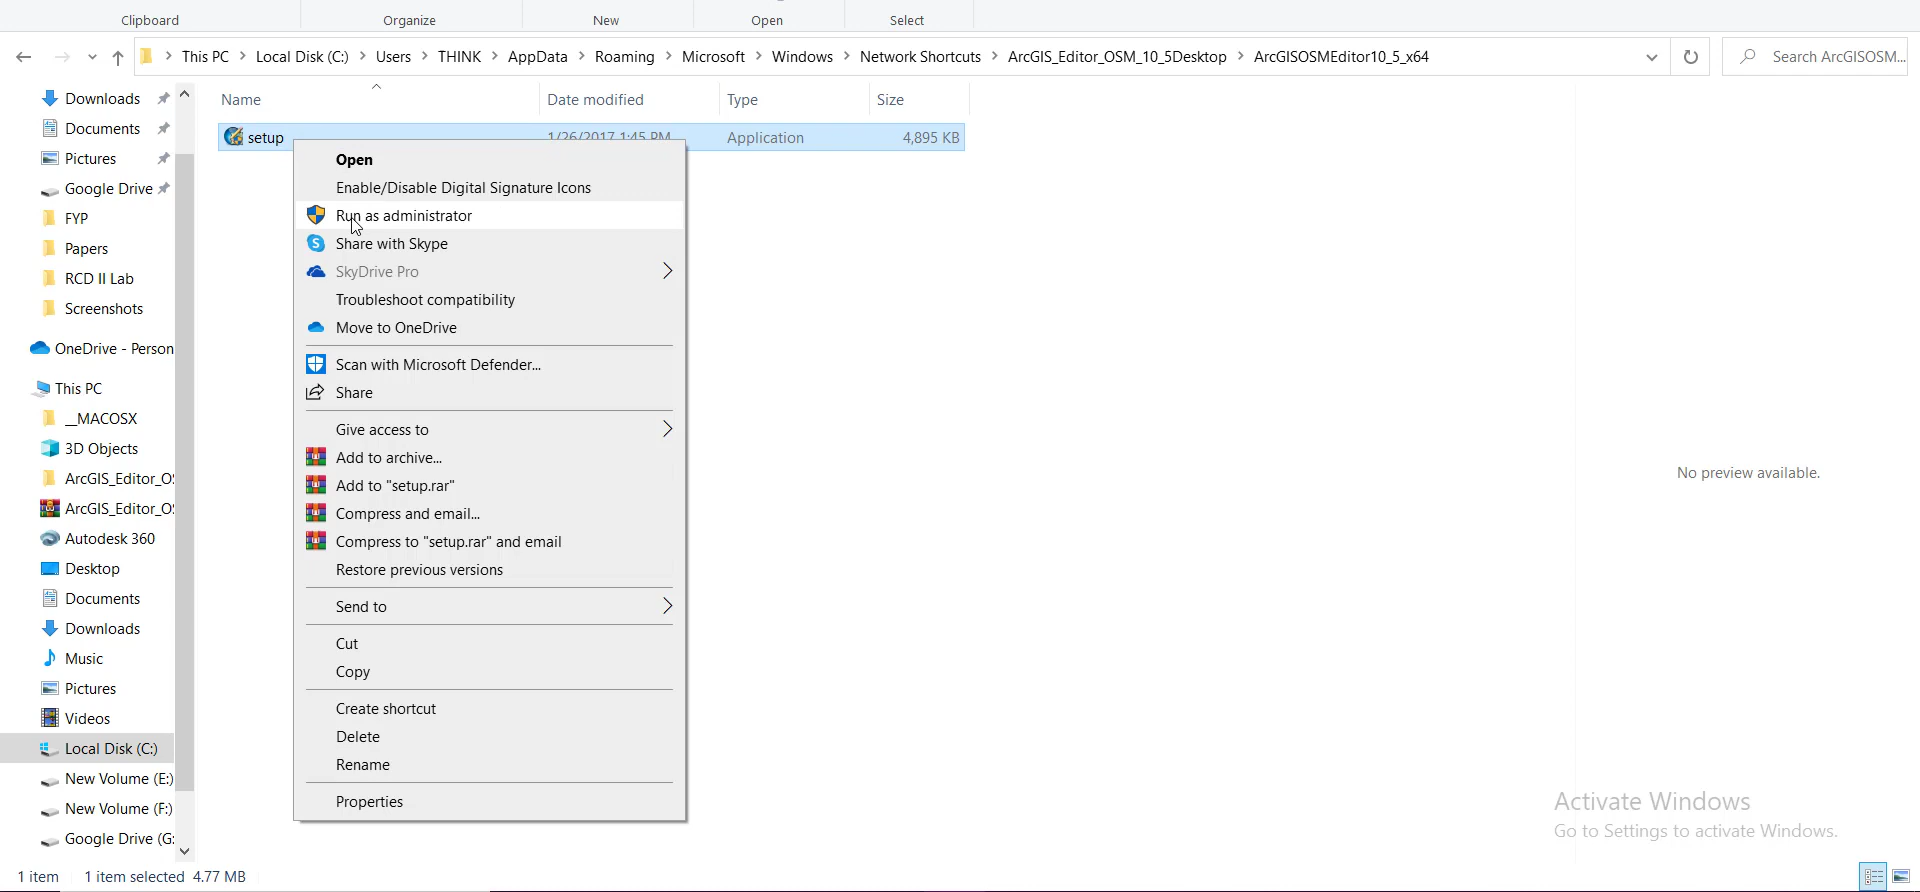 Clipboard Organize New Open Select
This PC > Local Disk (C:) > Users > THINK > AppData > Roaming > Microsoft > Windows > Network Shortcuts > ArcGIS_Editor_OSM_10_5Desktop > ArcGISOSMEditor10_5_x64
Search ArcGISOSM...
Downloads
Documents
Pictures
Google Drive
FYP
Papers
RCD II Lab
Screenshots
OneDrive - Person
This PC
__MACOSX
3D Objects
ArcGIS_Editor_O
ArcGIS_Editor_O
Autodesk 360
Desktop
Documents
Downloads
Music
Pictures
Videos
Local Disk (C:)
New Volume (E:)
New Volume (F:)
Google Drive (G:
Name Date modified Type Size
setup 1/26/2017 1:45 PM Application 4,895 KB
Open
Enable/Disable Digital Signature Icons
Run as administrator
Share with Skype
SkyDrive Pro
Troubleshoot compatibility
Move to OneDrive
Scan with Microsoft Defender...
Share
Give access to
Add to archive...
Add to "setup.rar"
Compress and email...
Compress to "setup.rar" and email
Restore previous versions
Send to
Cut
Copy
Create shortcut
Delete
Rename
Properties
No preview available.
Activate Windows
Go to Settings to activate Windows.
1 item 1 item selected 4.77 MB